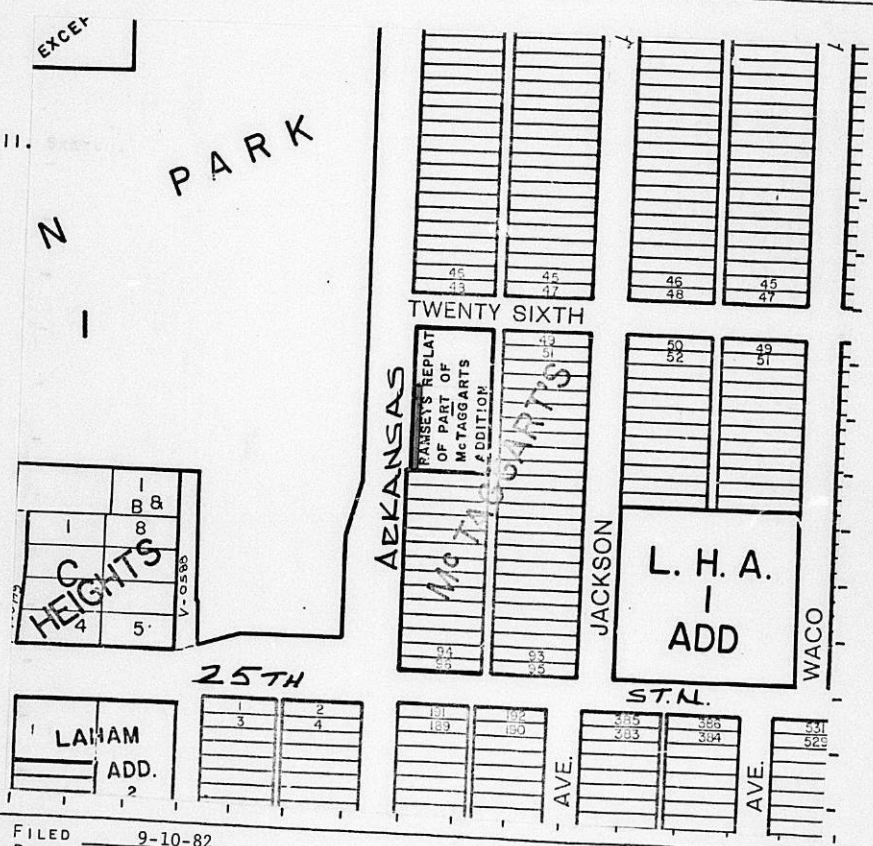 EXCEP
11.
PARK
N
I
45 45 46 45
43 47 48 47
TWENTY SIXTH
RAMSEYS REPLAT
OF PART OF
McTAGGARTS
ADDITION
49
51
50
52
49
51
ARKANSAS
McTAGGART'S
JACKSON
L. H. A.
I
ADD
WACO
I
B &
1 8
C
HEIGHTS
4 5
V-0588
94 93
96 95
25TH
ST. N.
1 2
3 4
191 192
189 190
385 386
383 384
531
529
1
LAHAM
ADD.
2
AVE.
AVE.
FILED 9-10-82